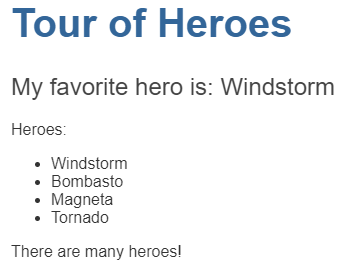 Tour of Heroes
My favorite hero is: Windstorm
Heroes:
• Windstorm
• Bombasto
• Magneta
• Tornado
There are many heroes!